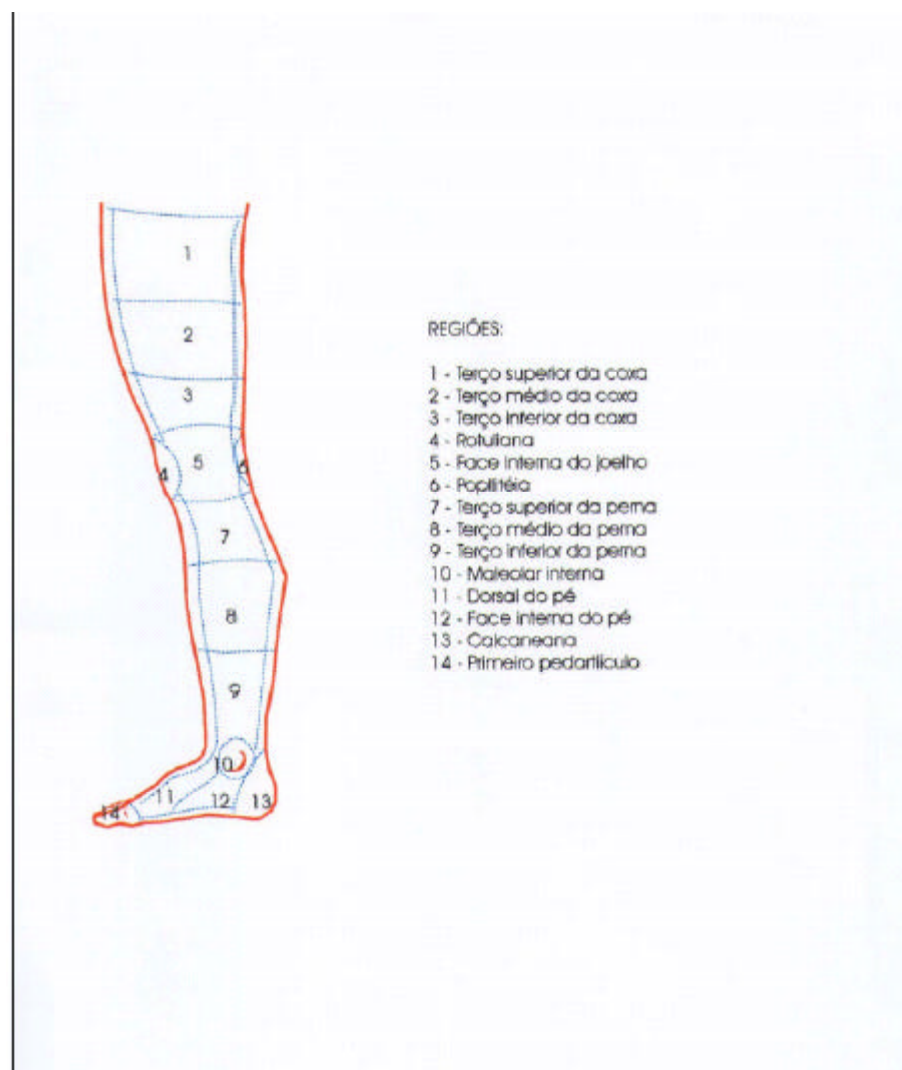 1
2
3
4
5
6
7
8
9
10
11
12
13
14
REGIÕES:
1 - Terço superior da coxa
2 - Terço médio da coxa
3 - Terço inferior da coxa
4 - Rotuliana
5 - Face interna do joelho
6 - Poplitéia
7 - Terço superior da perna
8 - Terço médio da perna
9 - Terço inferior da perna
10 - Maleolar interna
11 - Dorsal do pé
12 - Face interna do pé
13 - Calcaneana
14 - Primeiro pedartículo